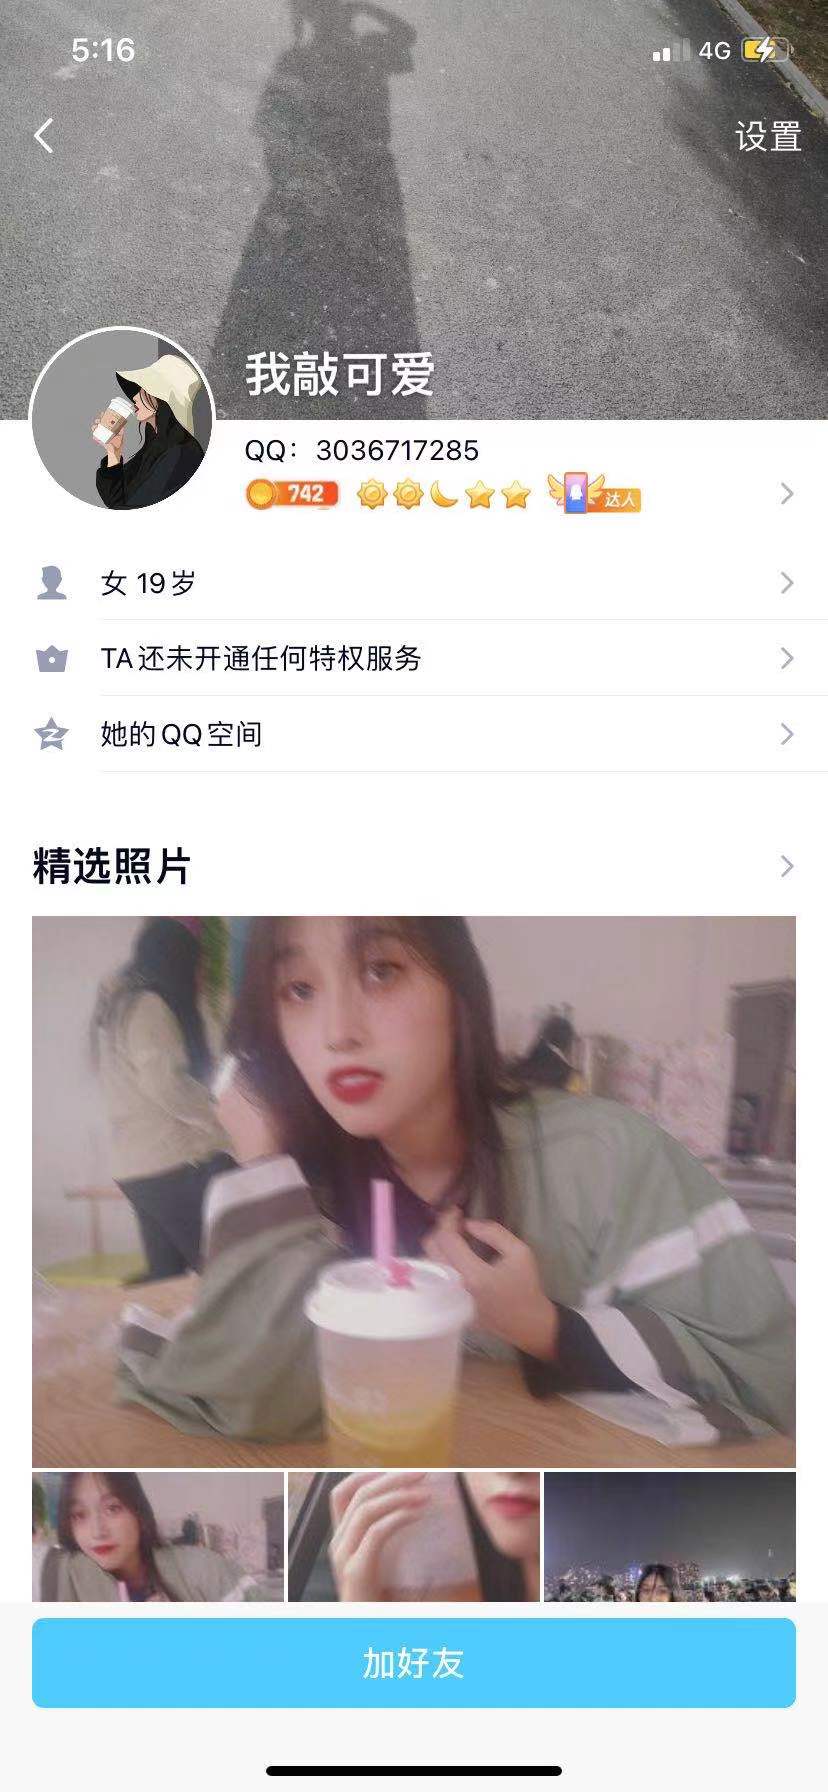 5:16
4G
设置
我敲可爱
QQ：3036717285
742
达人
女 19岁
TA还未开通任何特权服务
她的QQ空间
精选照片
加好友